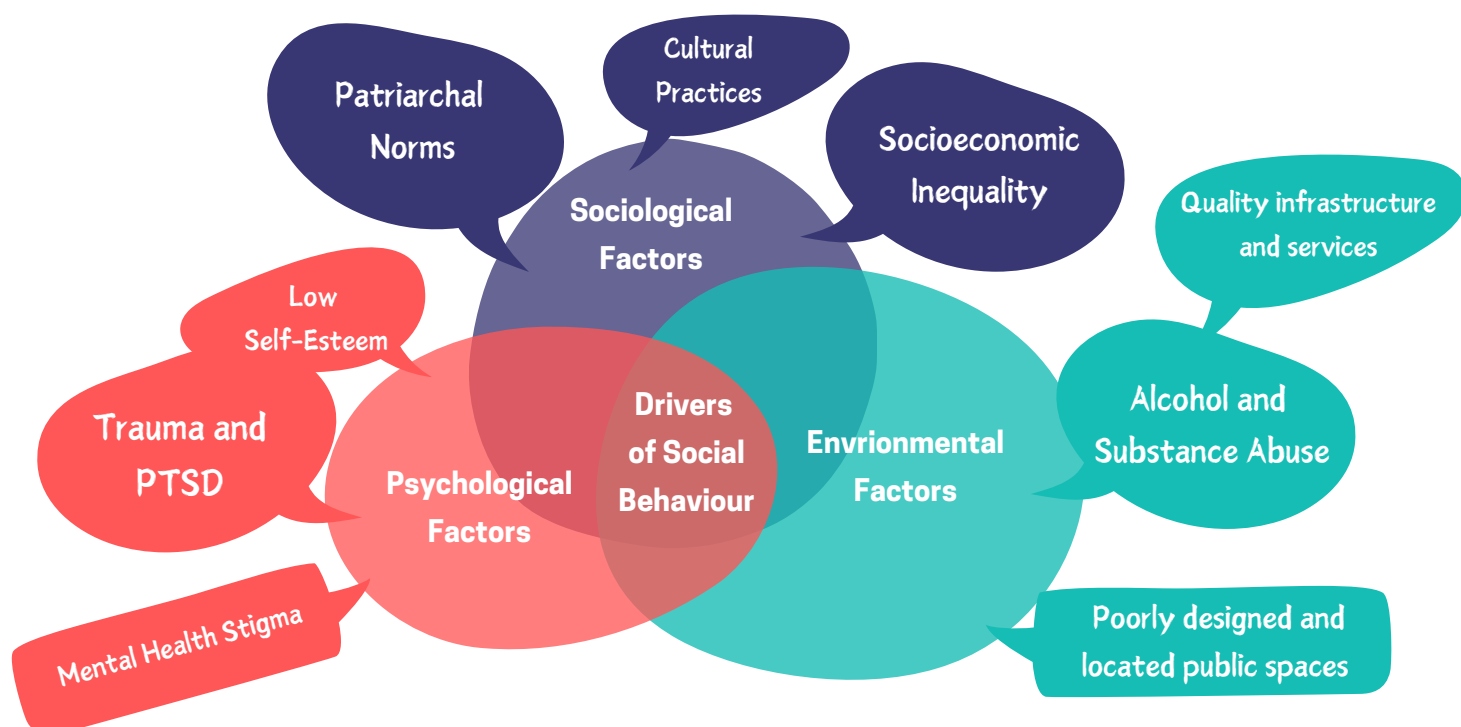 Cultural
Practices
Patriarchal
Norms
Socioeconomic
Inequality
Sociological
Factors
Quality infrastructure
and services
Low
Self-Esteem
Trauma and
PTSD
Drivers
of Social
Behaviour
Envrionmental
Factors
Alcohol and
Substance Abuse
Psychological
Factors
Mental Health Stigma
Poorly designed and
located public spaces